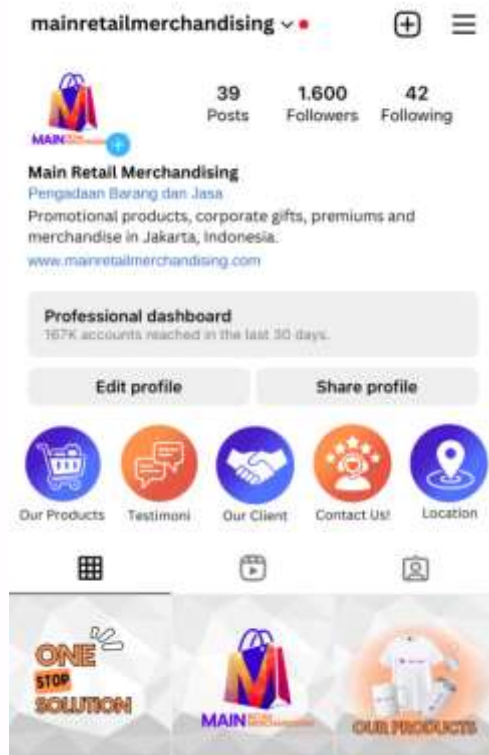 mainretailmerchandising
39
1.600
42
Posts
Followers
Following
MAIN
Main Retail Merchandising
Pengadaan Barang dan Jasa
Promotional products, corporate gifts, premiums and
merchandise in Jakarta, Indonesia.
www.mainretailmerchandising.com
Professional dashboard
167K accounts reached in the last 30 days.
Edit profile
Share profile
Our Products
Testimoni
Our Client
Contact Us!
Location
ONE
STOP
SOLUTION
MAIN
OUR PRODUCTS